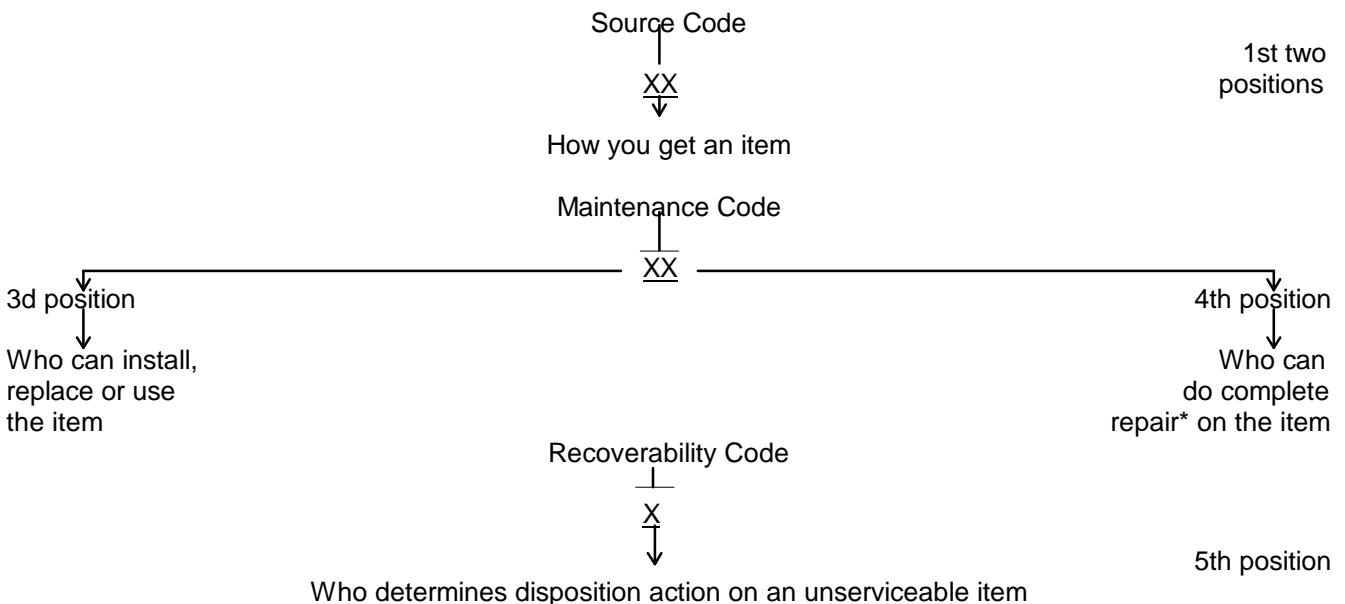 Source Code
1st two
positions
XX
How you get an item
Maintenance Code
XX
3d position
4th position
Who can install,
replace or use
the item
Who can
do complete
repair* on the item
Recoverability Code
X
5th position
Who determines disposition action on an unserviceable item